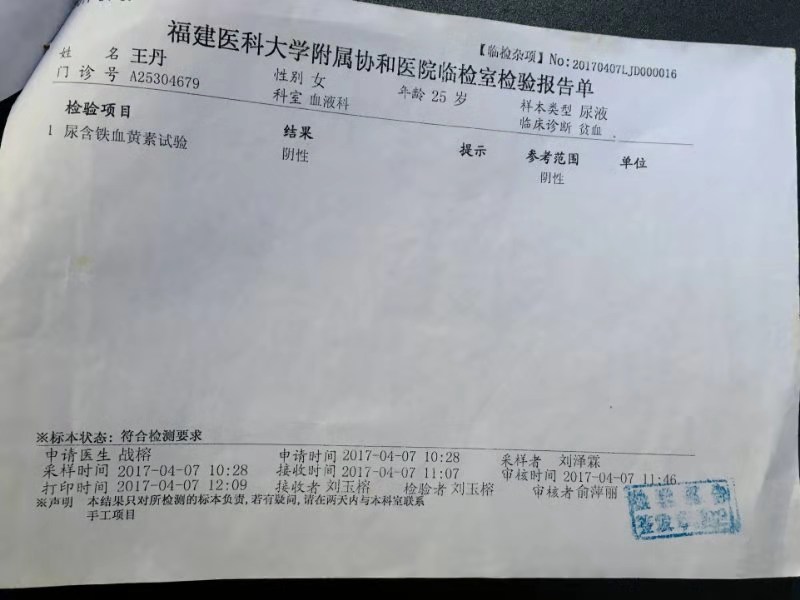 福建医科大学附属协和医院临检室检验报告单
【临检杂项】No:20170407LJD000016
姓 名 王丹 性别 女 年龄 25 岁 样本类型 尿液
门 诊 号 A25304679 科室 血液科 临床诊断 贫血
检验项目 结果 提示 参考范围 单位
1 尿含铁血黄素试验 阴性 阴性
※标本状态: 符合检测要求
申请医生 战榕 申请时间 2017-04-07 10:28 采样者 刘泽霖
采样时间 2017-04-07 10:28 接收时间 2017-04-07 11:07 审核时间 2017-04-07 11:46
打印时间 2017-04-07 12:09 接收者 刘玉榕 检验者 刘玉榕 审核者 俞萍丽
※声明 本结果只对所检测的标本负责,若有疑问,请在两天内与本科室联系
手工项目